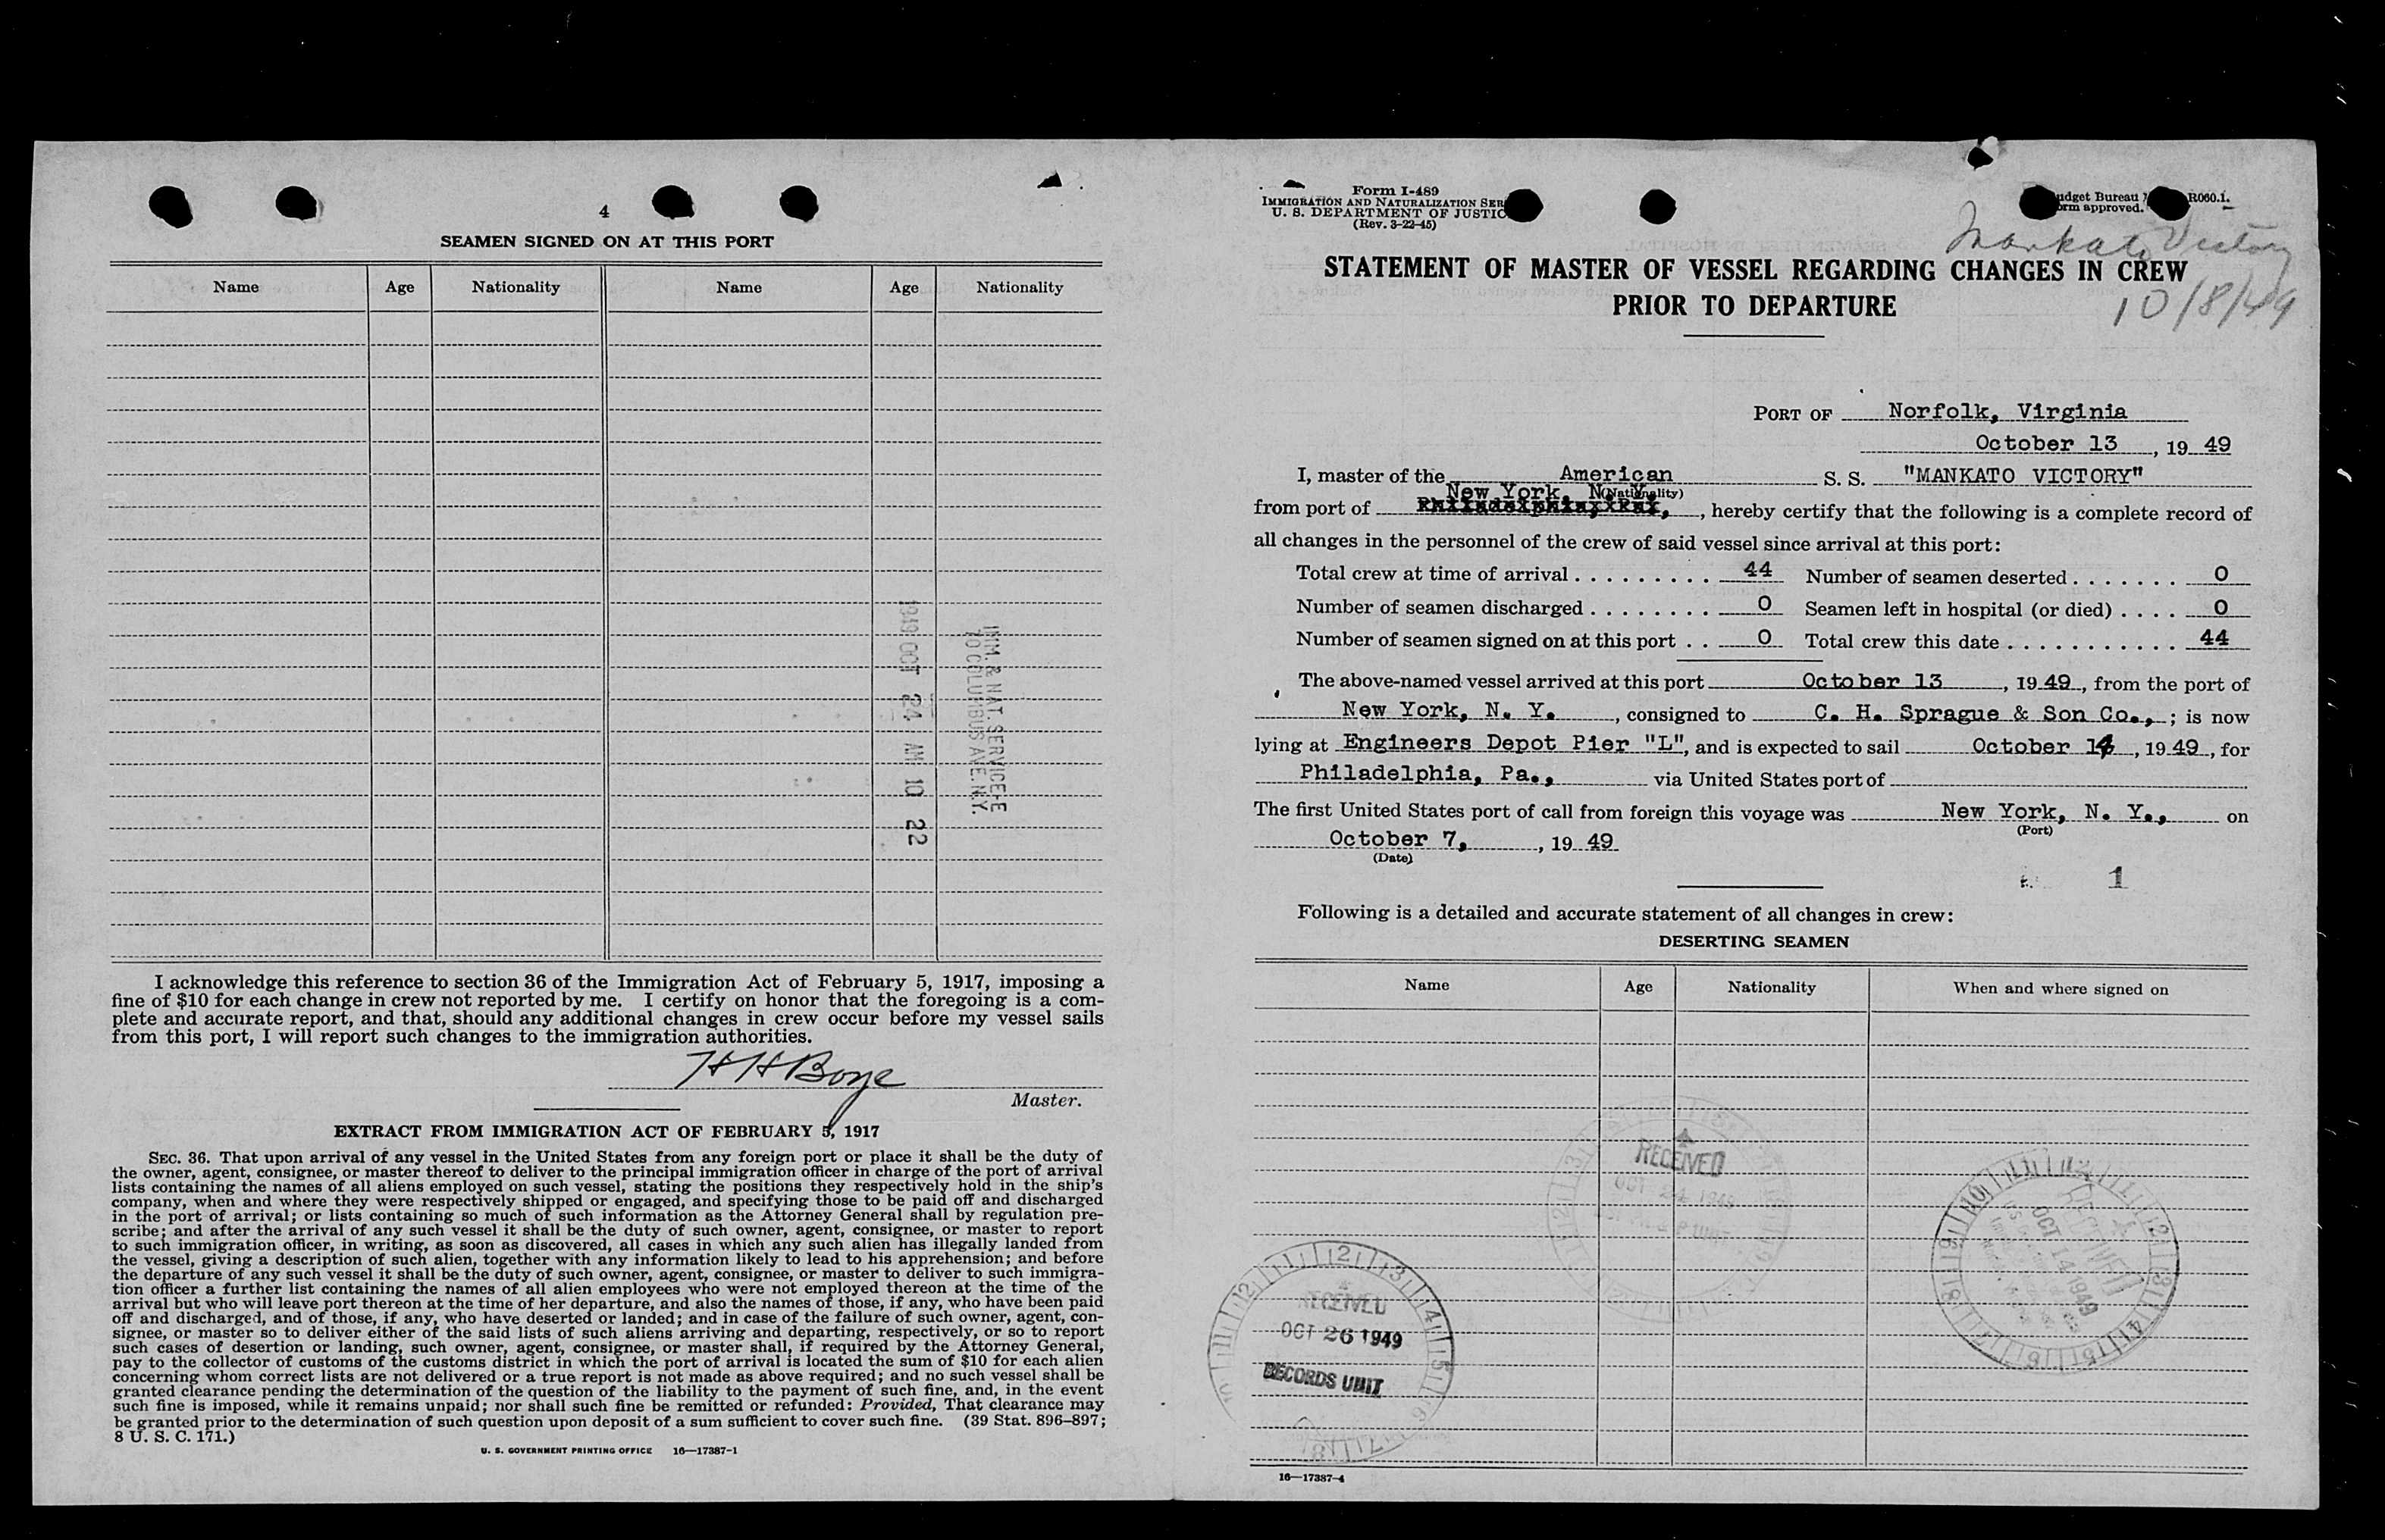 4
SEAMEN SIGNED ON AT THIS PORT
Name Age Nationality Name Age Nationality
1949 OCT 24 AM 10 22
IMM. & NAT. SERVICE-E
70 COLUMBUS AVE. N.Y.
I acknowledge this reference to section 36 of the Immigration Act of February 5, 1917, imposing a
fine of $10 for each change in crew not reported by me. I certify on honor that the foregoing is a com-
plete and accurate report, and that, should any additional changes in crew occur before my vessel sails
from this port, I will report such changes to the immigration authorities.
H H Boye
Master.
EXTRACT FROM IMMIGRATION ACT OF FEBRUARY 5, 1917
SEC. 36. That upon arrival of any vessel in the United States from any foreign port or place it shall be the duty of
the owner, agent, consignee, or master thereof to deliver to the principal immigration officer in charge of the port of arrival
lists containing the names of all aliens employed on such vessel, stating the positions they respectively hold in the ship's
company, when and where they were respectively shipped or engaged, and specifying those to be paid off and discharged
in the port of arrival; or lists containing so much of such information as the Attorney General shall by regulation pre-
scribe; and after the arrival of any such vessel it shall be the duty of such owner, agent, consignee, or master to report
to such immigration officer, in writing, as soon as discovered, all cases in which any such alien has illegally landed from
the vessel, giving a description of such alien, together with any information likely to lead to his apprehension; and before
the departure of any such vessel it shall be the duty of such owner, agent, consignee, or master to deliver to such immigra-
tion officer a further list containing the names of all alien employees who were not employed thereon at the time of the
arrival but who will leave port thereon at the time of her departure, and also the names of those, if any, who have been paid
off and discharged, and of those, if any, who have deserted or landed; and in case of the failure of such owner, agent, con-
signee, or master so to deliver either of the said lists of such aliens arriving and departing, respectively, or so to report
such cases of desertion or landing, such owner, agent, consignee, or master shall, if required by the Attorney General,
pay to the collector of customs of the customs district in which the port of arrival is located the sum of $10 for each alien
concerning whom correct lists are not delivered or a true report is not made as above required; and no such vessel shall be
granted clearance pending the determination of the question of the liability to the payment of such fine, and, in the event
such fine is imposed, while it remains unpaid; nor shall such fine be remitted or refunded: Provided, That clearance may
be granted prior to the determination of such question upon deposit of a sum sufficient to cover such fine. (39 Stat. 896-897;
8 U. S. C. 171.)
U. S. GOVERNMENT PRINTING OFFICE 16—17387-1
Form I-489
IMMIGRATION AND NATURALIZATION SER
U. S. DEPARTMENT OF JUSTIC
(Rev. 3-22-45)
udget Bureau R060.1.
orm approved.
Mankato Victory
STATEMENT OF MASTER OF VESSEL REGARDING CHANGES IN CREW
PRIOR TO DEPARTURE
10/8/49
PORT OF Norfolk, Virginia
October 13, 19 49
I, master of the American S. S. "MANKATO VICTORY"
New York, N. Y. (Nationality)
from port of Philadelphia, Pa., hereby certify that the following is a complete record of
all changes in the personnel of the crew of said vessel since arrival at this port:
Total crew at time of arrival . . . . . . . . . 44 Number of seamen deserted . . . . . . . 0
Number of seamen discharged . . . . . . . . 0 Seamen left in hospital (or died) . . . . 0
Number of seamen signed on at this port . . 0 Total crew this date . . . . . . . . . . . 44
The above-named vessel arrived at this port October 13, 19 49, from the port of
New York, N. Y., consigned to C. H. Sprague & Son Co.,; is now
lying at Engineers Depot Pier "L", and is expected to sail October 14, 19 49, for
Philadelphia, Pa., via United States port of
The first United States port of call from foreign this voyage was New York, N. Y., on
(Port)
October 7, , 19 49
(Date)
1
Following is a detailed and accurate statement of all changes in crew:
DESERTING SEAMEN
Name Age Nationality When and where signed on
RECEIVED
OCT 24 1949
RECEIVED
OCT 14 1949
RECEIVED
OCT 26 1949
RECORDS UNIT
16—17387-4